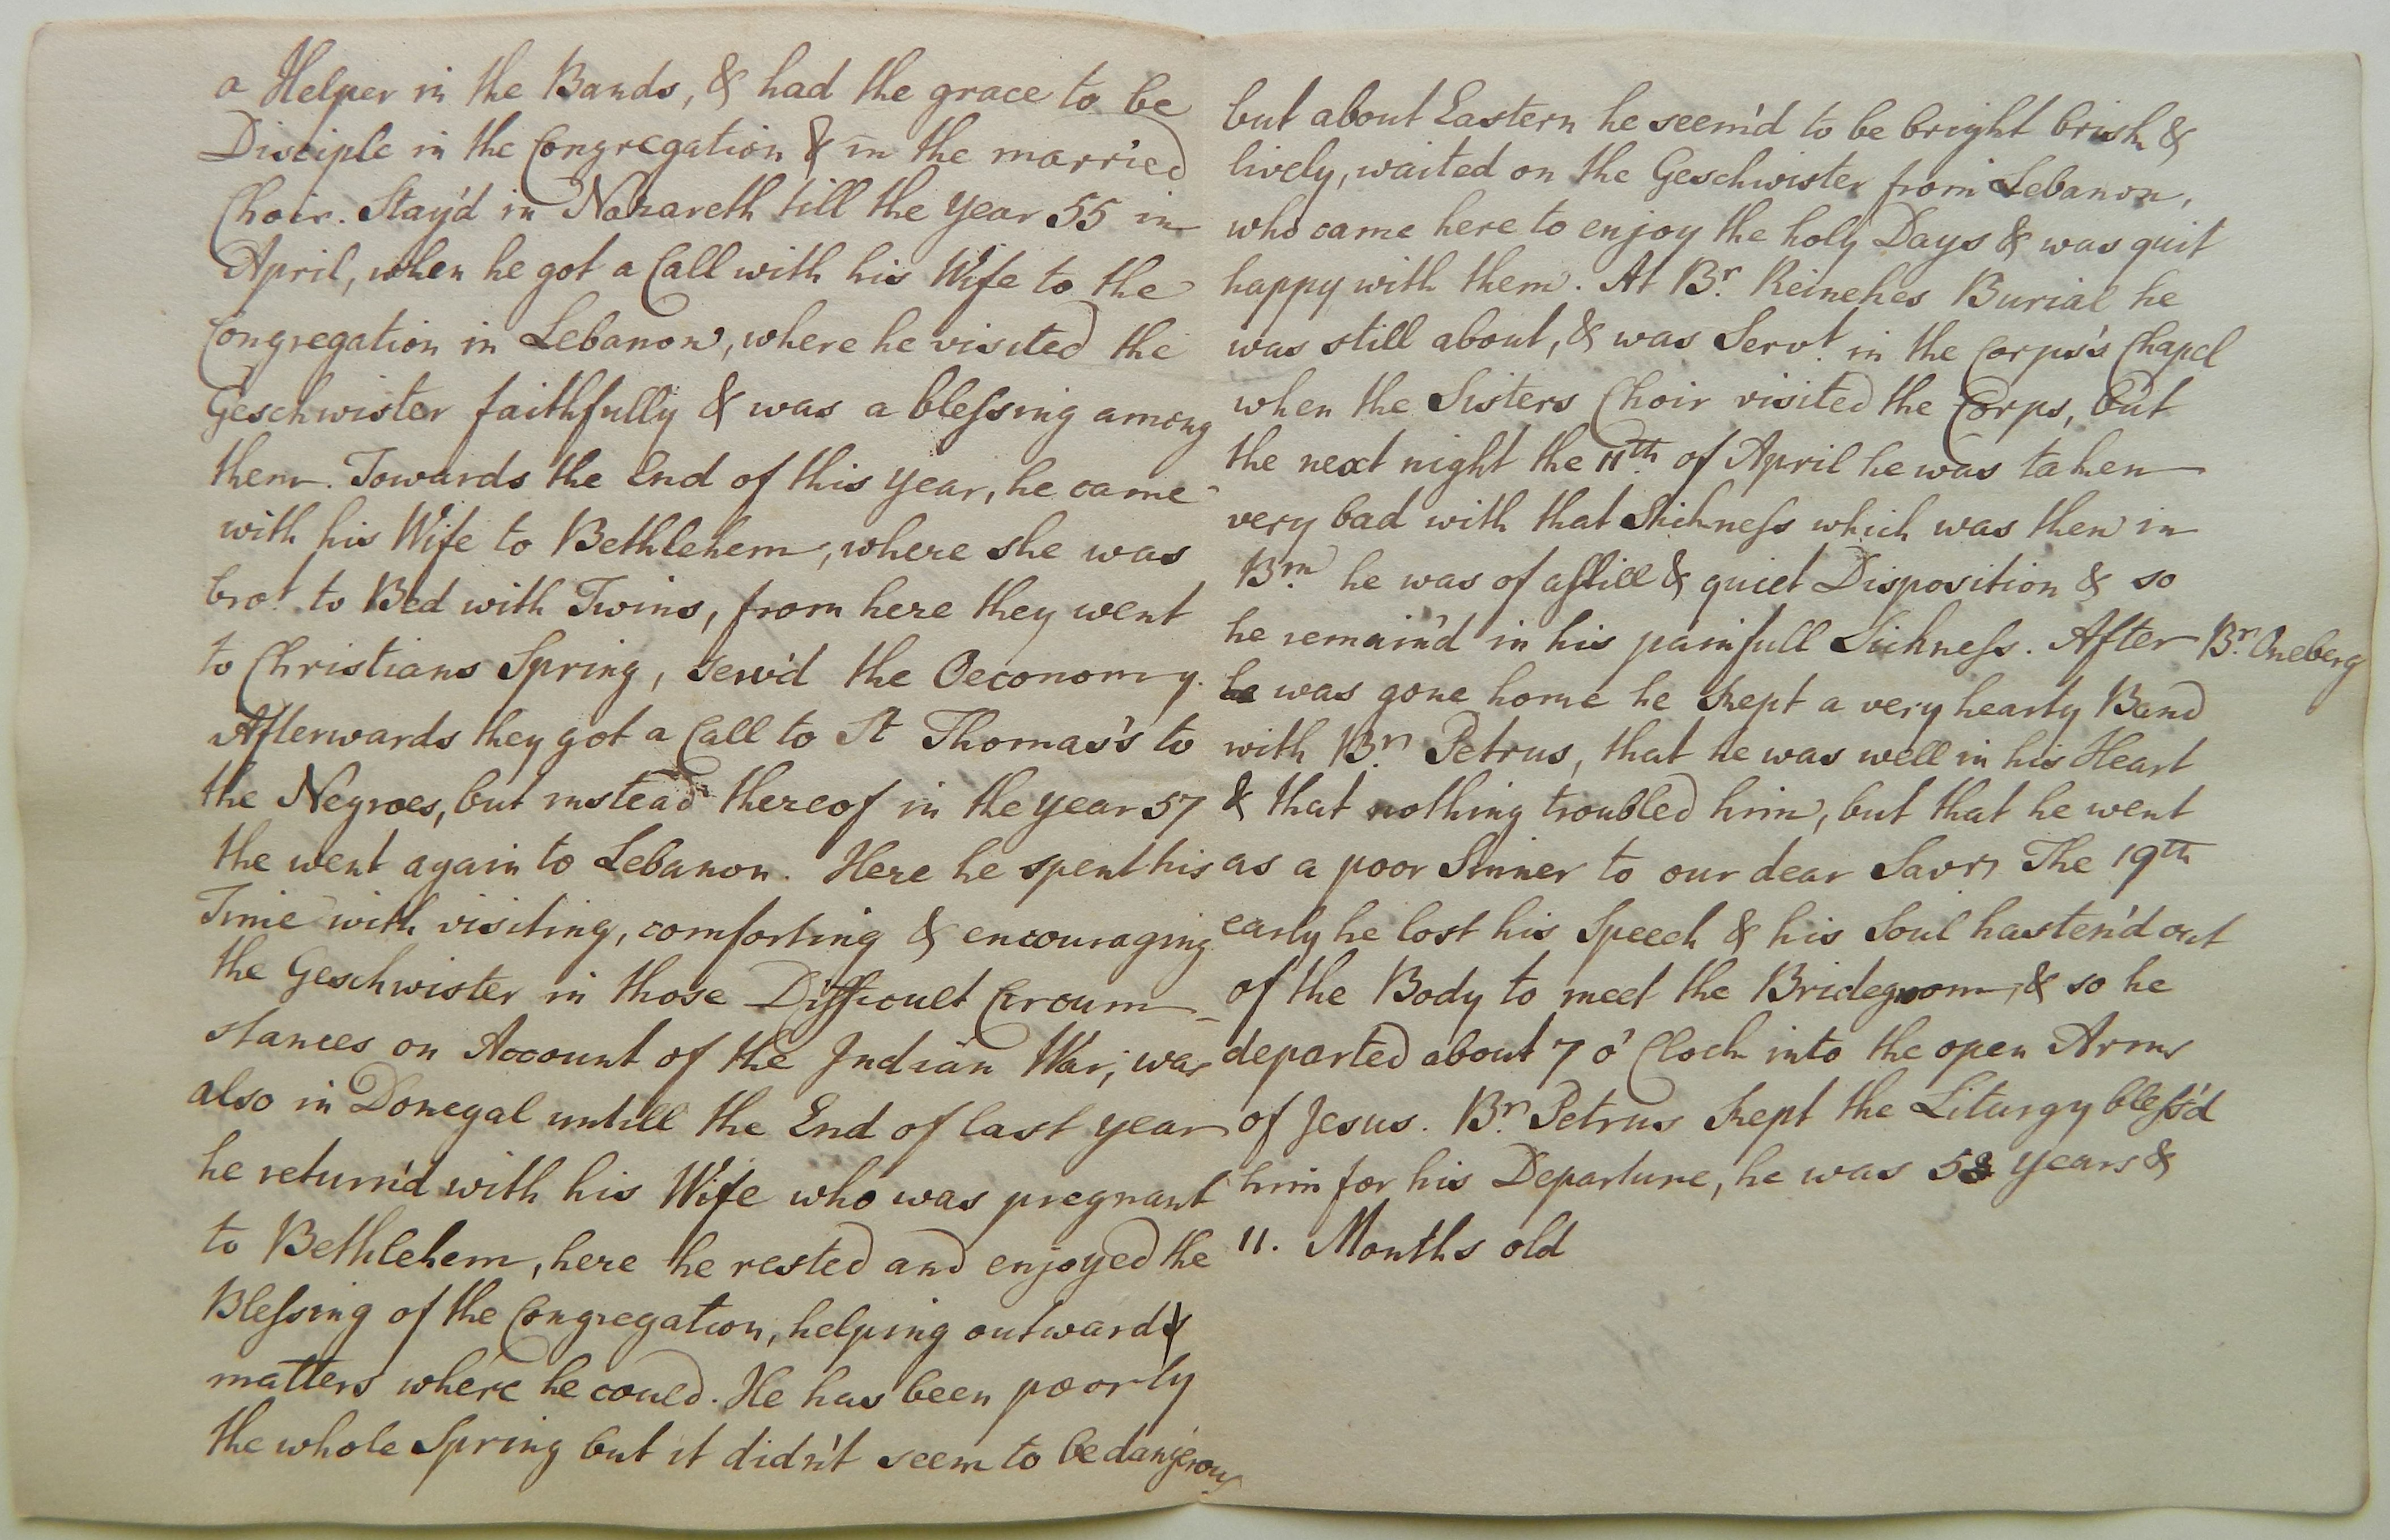 a Helper in the Bands, & had the grace to be
Disciple in the Congregation & in the married
Choir. Stay'd in Nazareth till the year 55 in
April, when he got a Call with his Wife to the
Congregation in Lebanon, where he visited the
Geschwister faithfully & was a blessing among
them. Towards the End of this year, he came
with his Wife to Bethlehem, where she was
brot. to Bed with Twins, from here they went
to Christians Spring, serv'd the Oeconomy.
Afterwards they got a Call to St Thomas's to
the Negroes, but instead thereof in the year 57
the went again to Lebanon. Here he spent his
Time with visiting, comforting & encouraging
the Geschwister in those Difficult Circum-
stances on Account of the Indian War, was
also in Donegal untill the End of last year
he return'd with his Wife who was pregnant
to Bethlehem, here he rested and enjoyed the
Blessing of the Congregation, helping outward
matters where he could. He has been poorly
the whole Spring but it didn't seem to be dangerous
but about Eastern he seem'd to be bright brisk &
lively, waited on the Geschwister from Lebanon,
who came here to enjoy the holy Days & was quit
happy with them. At Br. Reinekes Burial he
was still about, & was Servt. in the Corps's Chapel
when the Sisters Choir visited the Corps, but
the next night the 11th. of April he was taken
very bad with that Sickness which was then in
Bm. he was of a still & quiet Disposition & so
he remain'd in his painfull Sickness. After Br. Oneberg
was gone home he kept a very hearty Band
with Br. Petrus, that he was well in his Heart
& that nothing troubled him, but that he went
as a poor Sinner to our dear Savr. The 19th
early he lost his Speech & his Soul hasten'd out
of the Body to meet the Bridegroom, & so he
departed about 7 o'Clock into the open Arms
of Jesus. Br. Petrus kept the Liturgy bless'd
him for his Departure, he was 58 years &
11. Months old